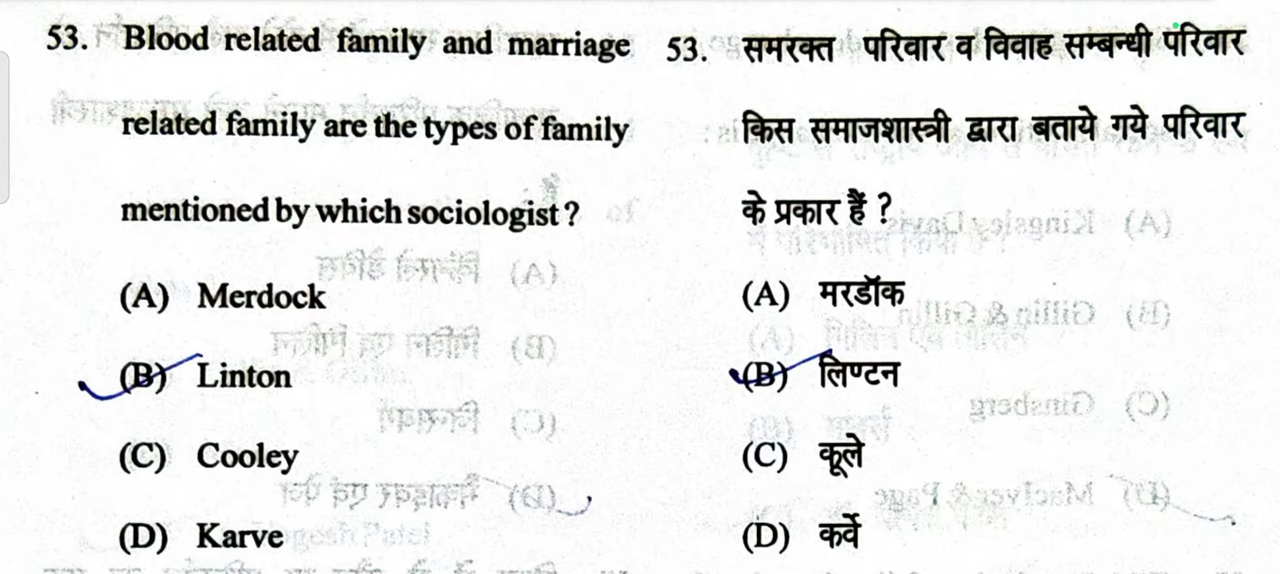 53. Blood related family and marriage
related family are the types of family
mentioned by which sociologist?
(A) Merdock
(B) Linton
(C) Cooley
(D) Karve
53. समरक्त परिवार व विवाह सम्बन्धी परिवार
किस समाजशास्त्री द्वारा बताये गये परिवार
के प्रकार हैं ?
(A) मरडॉक
(B) लिण्टन
(C) कूले
(D) कर्वे